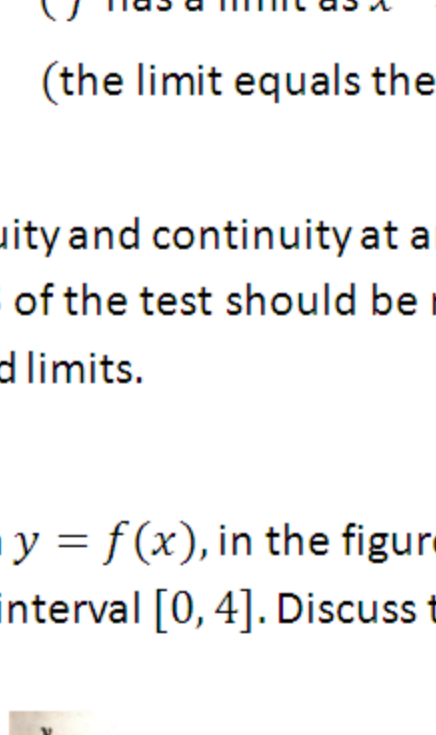 (the limit equals the
uity and continuity at a
of the test should be
d limits.
y = f(x), in the figur
interval [0, 4]. Discuss t
y